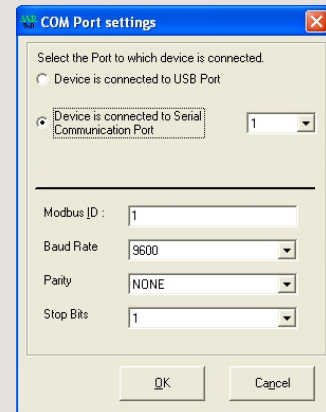 COM Port settings
Select the Port to which device is connected.
Device is connected to USB Port
Device is connected to Serial
Communication Port
1
Modbus ID :
1
Baud Rate
9600
Parity
NONE
Stop Bits
1
OK
Cancel